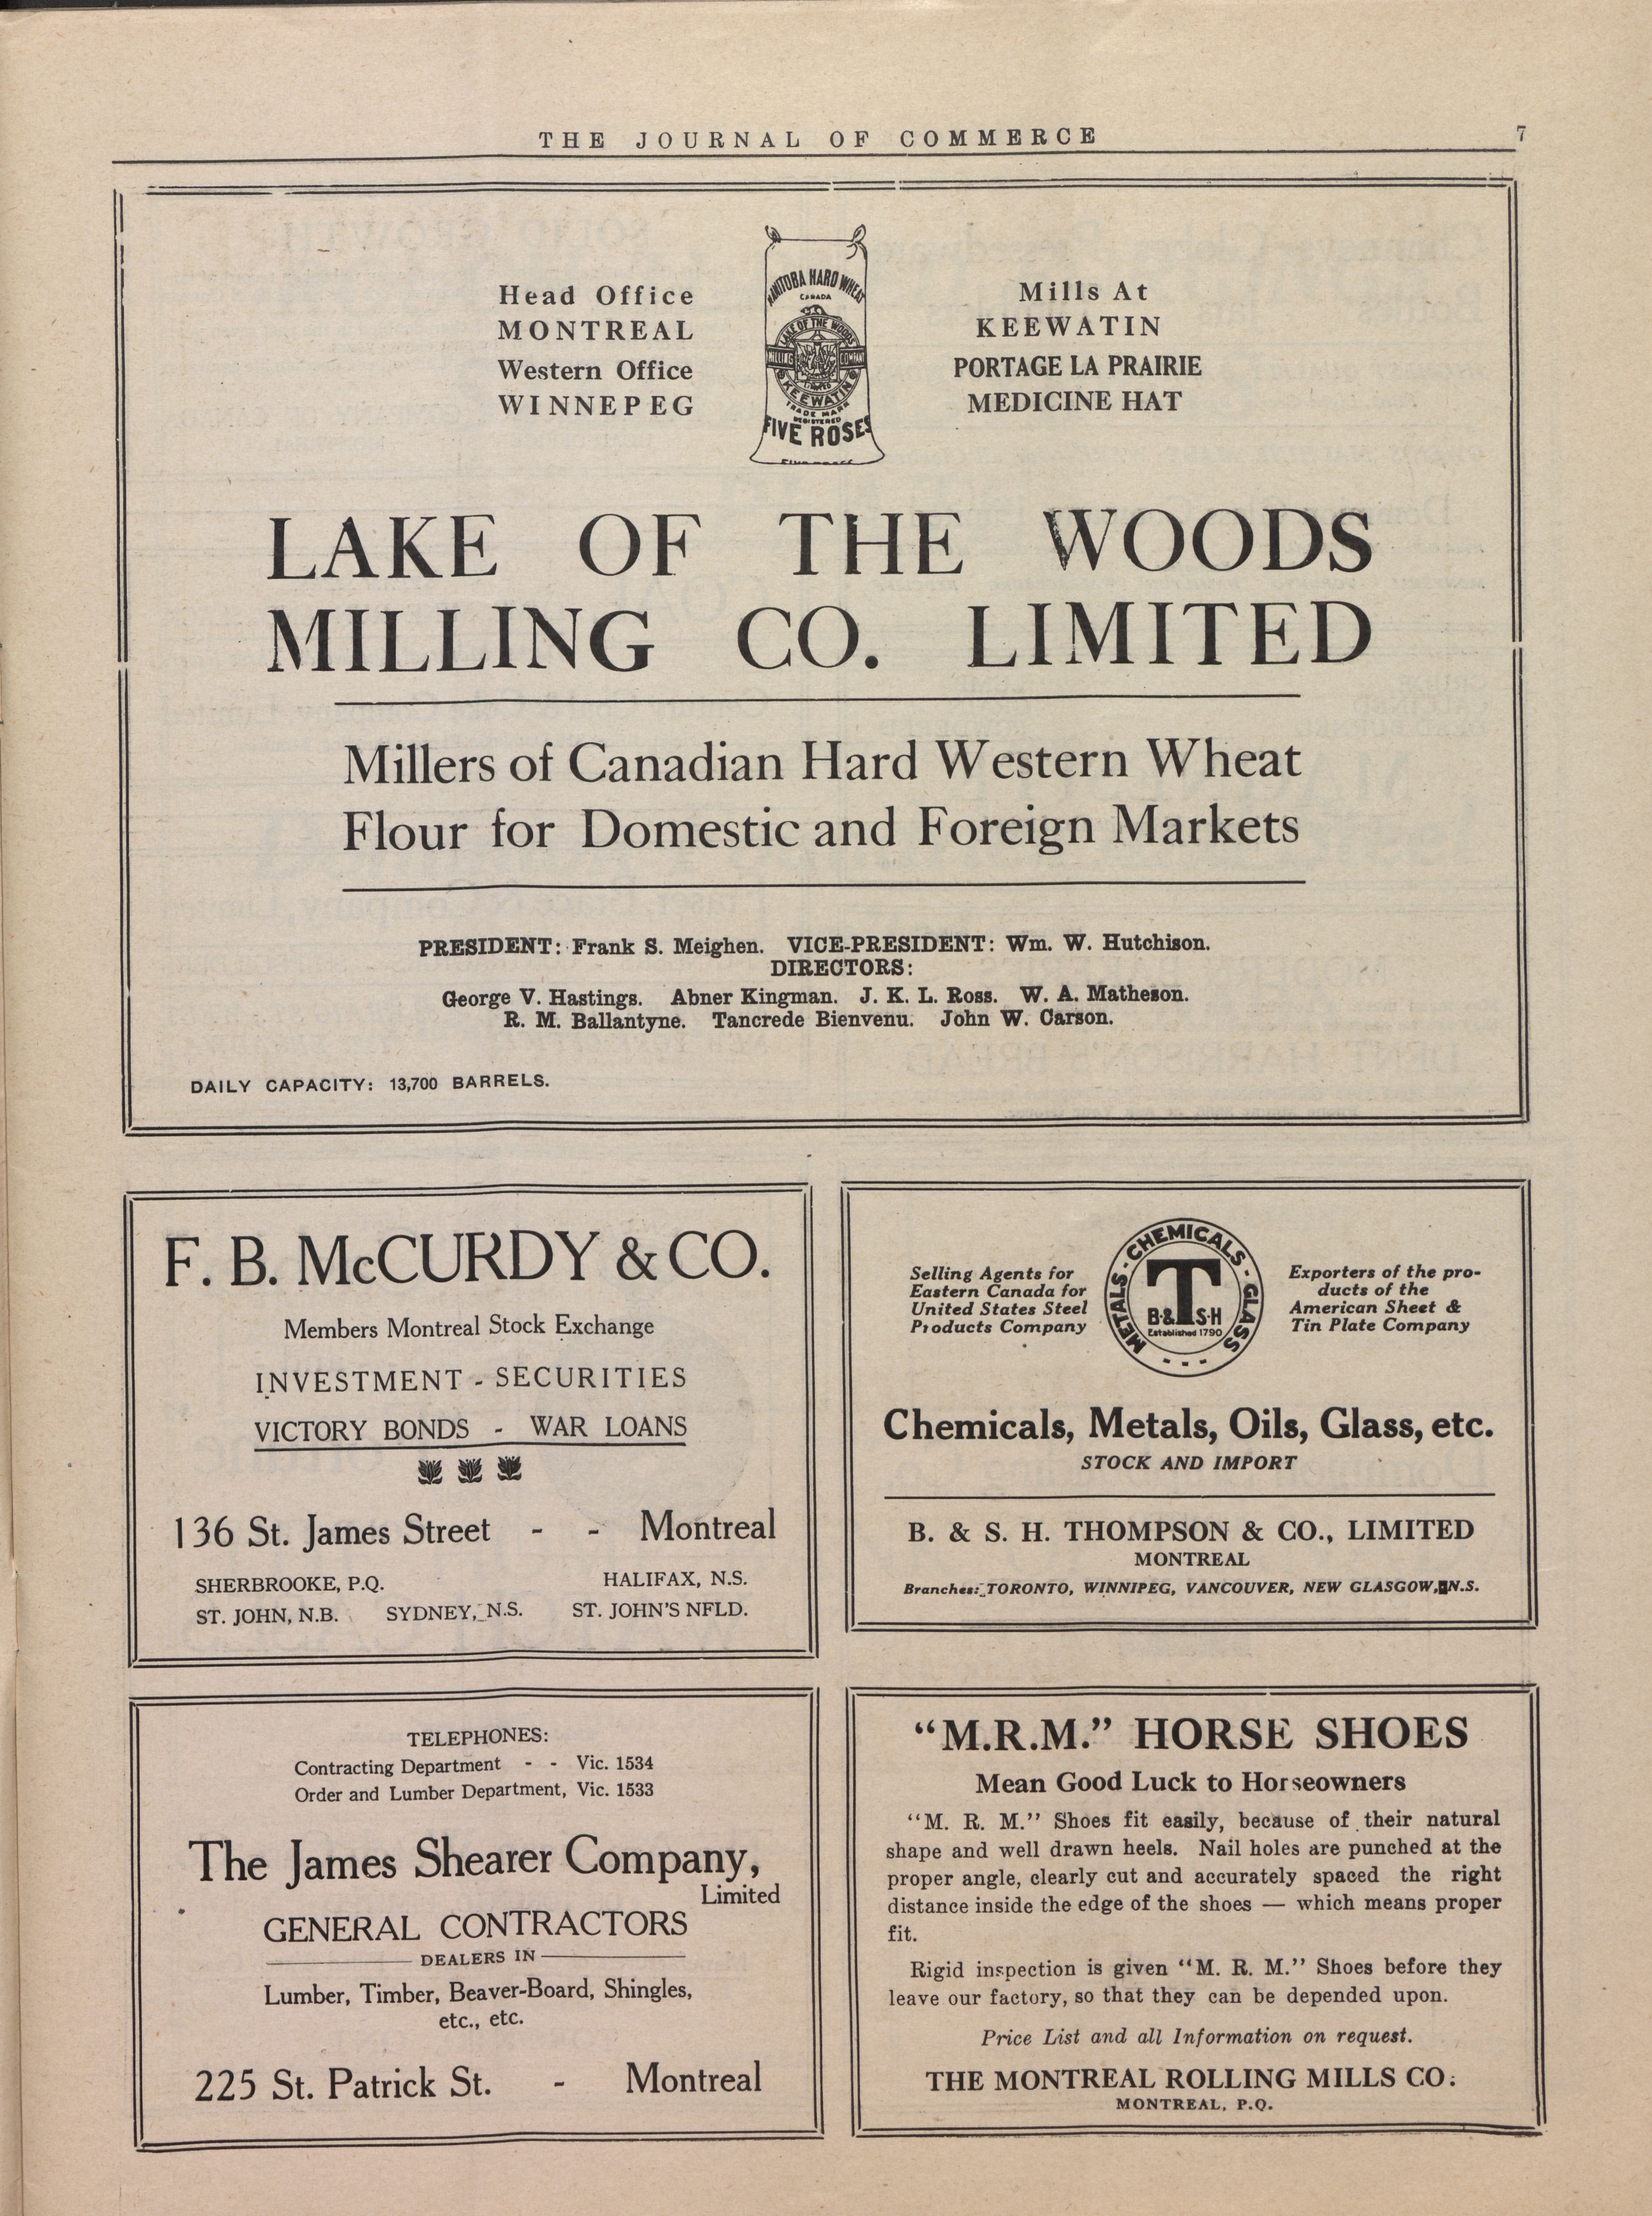 THE JOURNAL OF COMMERCE 7
Head Office
MONTREAL
Western Office
WINNEPEG
MANITOBA HARD WHEAT
CANADA
LAKE OF THE WOODS
MILLING COMPANY
LIMITED
KEEWATIN
TRADE MARK
REGISTERED
FIVE ROSES
Mills At
KEEWATIN
PORTAGE LA PRAIRIE
MEDICINE HAT
LAKE OF THE WOODS
MILLING CO. LIMITED
Millers of Canadian Hard Western Wheat
Flour for Domestic and Foreign Markets
PRESIDENT: Frank S. Meighen. VICE-PRESIDENT: Wm. W. Hutchison.
DIRECTORS:
George V. Hastings. Abner Kingman. J. K. L. Ross. W. A. Matheson.
R. M. Ballantyne. Tancrede Bienvenu. John W. Carson.
DAILY CAPACITY: 13,700 BARRELS.
F. B. McCURDY & CO.
Members Montreal Stock Exchange
INVESTMENT - SECURITIES
VICTORY BONDS - WAR LOANS
136 St. James Street - - Montreal
SHERBROOKE, P.Q. HALIFAX, N.S.
ST. JOHN, N.B. SYDNEY, N.S. ST. JOHN'S NFLD.
Selling Agents for
Eastern Canada for
United States Steel
Products Company
METALS - CHEMICALS - GLASS
T
B. & S. H
Established 1790
Exporters of the pro-
ducts of the
American Sheet &
Tin Plate Company
Chemicals, Metals, Oils, Glass, etc.
STOCK AND IMPORT
B. & S. H. THOMPSON & CO., LIMITED
MONTREAL
Branches: TORONTO, WINNIPEG, VANCOUVER, NEW GLASGOW, N.S.
TELEPHONES:
Contracting Department - - Vic. 1534
Order and Lumber Department, Vic. 1533
The James Shearer Company,
Limited
GENERAL CONTRACTORS
DEALERS IN
Lumber, Timber, Beaver-Board, Shingles,
etc., etc.
225 St. Patrick St. - Montreal
"M.R.M." HORSE SHOES
Mean Good Luck to Horseowners
"M. R. M." Shoes fit easily, because of their natural
shape and well drawn heels. Nail holes are punched at the
proper angle, clearly cut and accurately spaced the right
distance inside the edge of the shoes — which means proper
fit.
Rigid inspection is given "M. R. M." Shoes before they
leave our factory, so that they can be depended upon.
Price List and all Information on request.
THE MONTREAL ROLLING MILLS CO.
MONTREAL, P.Q.